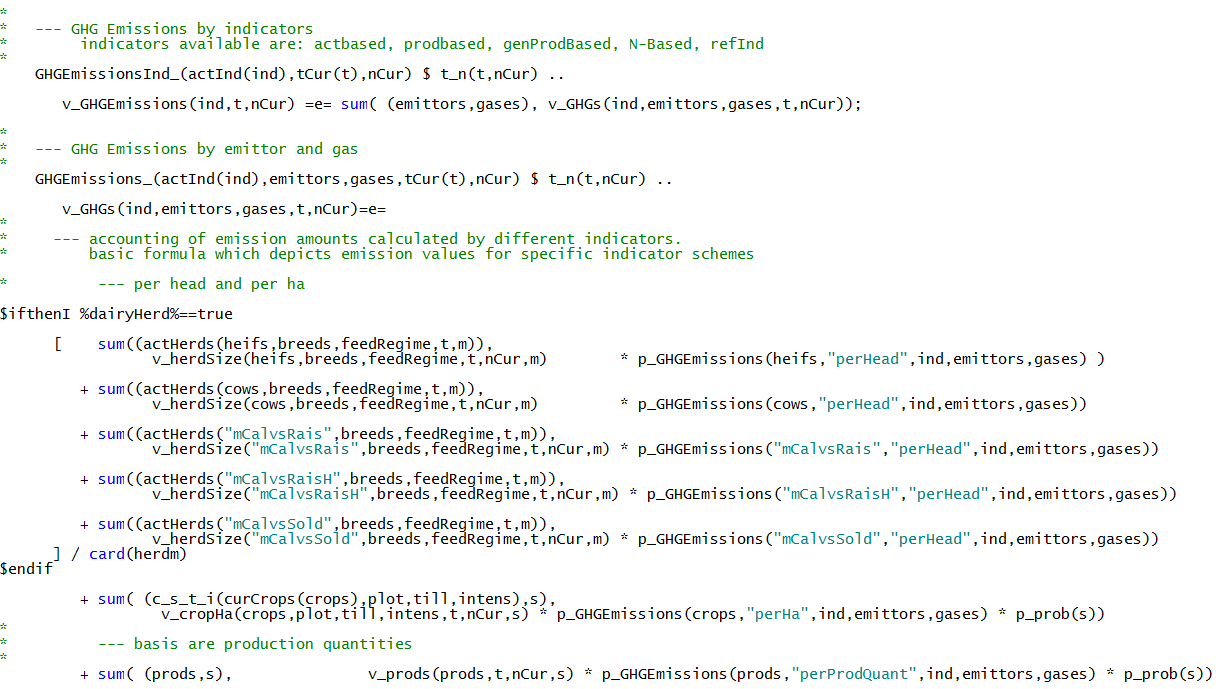 *
*   --- GHG Emissions by indicators
*        indicators available are: actbased, prodbased, genProdBased, N-Based, refInd
*
    GHGEmissionsInd_(actInd(ind),tCur(t),nCur) $ t_n(t,nCur) ..
       v_GHGEmissions(ind,t,nCur) =e= sum( (emittors,gases), v_GHGs(ind,emittors,gases,t,nCur));
*
*   --- GHG Emissions by emittor and gas
*
    GHGEmissions_(actInd(ind),emittors,gases,tCur(t),nCur) $ t_n(t,nCur) ..
       v_GHGs(ind,emittors,gases,t,nCur)=e=
*
*     --- accounting of emission amounts calculated by different indicators.
*         basic formula which depicts emission values for specific indicator schemes
*          --- per head and per ha
$ifthenI %dairyHerd%==true
      [    sum((actHerds(heifs,breeds,feedRegime,t,m)),
                 v_herdSize(heifs,breeds,feedRegime,t,nCur,m)        * p_GHGEmissions(heifs,"perHead",ind,emittors,gases) )
         + sum((actHerds(cows,breeds,feedRegime,t,m)),
                 v_herdSize(cows,breeds,feedRegime,t,nCur,m)         * p_GHGEmissions(cows,"perHead",ind,emittors,gases))
         + sum((actHerds("mCalvsRais",breeds,feedRegime,t,m)),
                 v_herdSize("mCalvsRais",breeds,feedRegime,t,nCur,m) * p_GHGEmissions("mCalvsRais","perHead",ind,emittors,gases))
         + sum((actHerds("mCalvsRaisH",breeds,feedRegime,t,m)),
                 v_herdSize("mCalvsRaisH",breeds,feedRegime,t,nCur,m) * p_GHGEmissions("mCalvsRaisH","perHead",ind,emittors,gases))
         + sum((actHerds("mCalvsSold",breeds,feedRegime,t,m)),
                 v_herdSize("mCalvsSold",breeds,feedRegime,t,nCur,m) * p_GHGEmissions("mCalvsSold","perHead",ind,emittors,gases))
      ] / card(herdm)
$endif
         + sum( (c_s_t_i(curCrops(crops),plot,till,intens),s),
                  v_cropHa(crops,plot,till,intens,t,nCur,s) * p_GHGEmissions(crops,"perHa",ind,emittors,gases) * p_prob(s))
*
*          --- basis are production quantities
*
         + sum( (prods,s),               v_prods(prods,t,nCur,s) * p_GHGEmissions(prods,"perProdQuant",ind,emittors,gases) * p_prob(s))